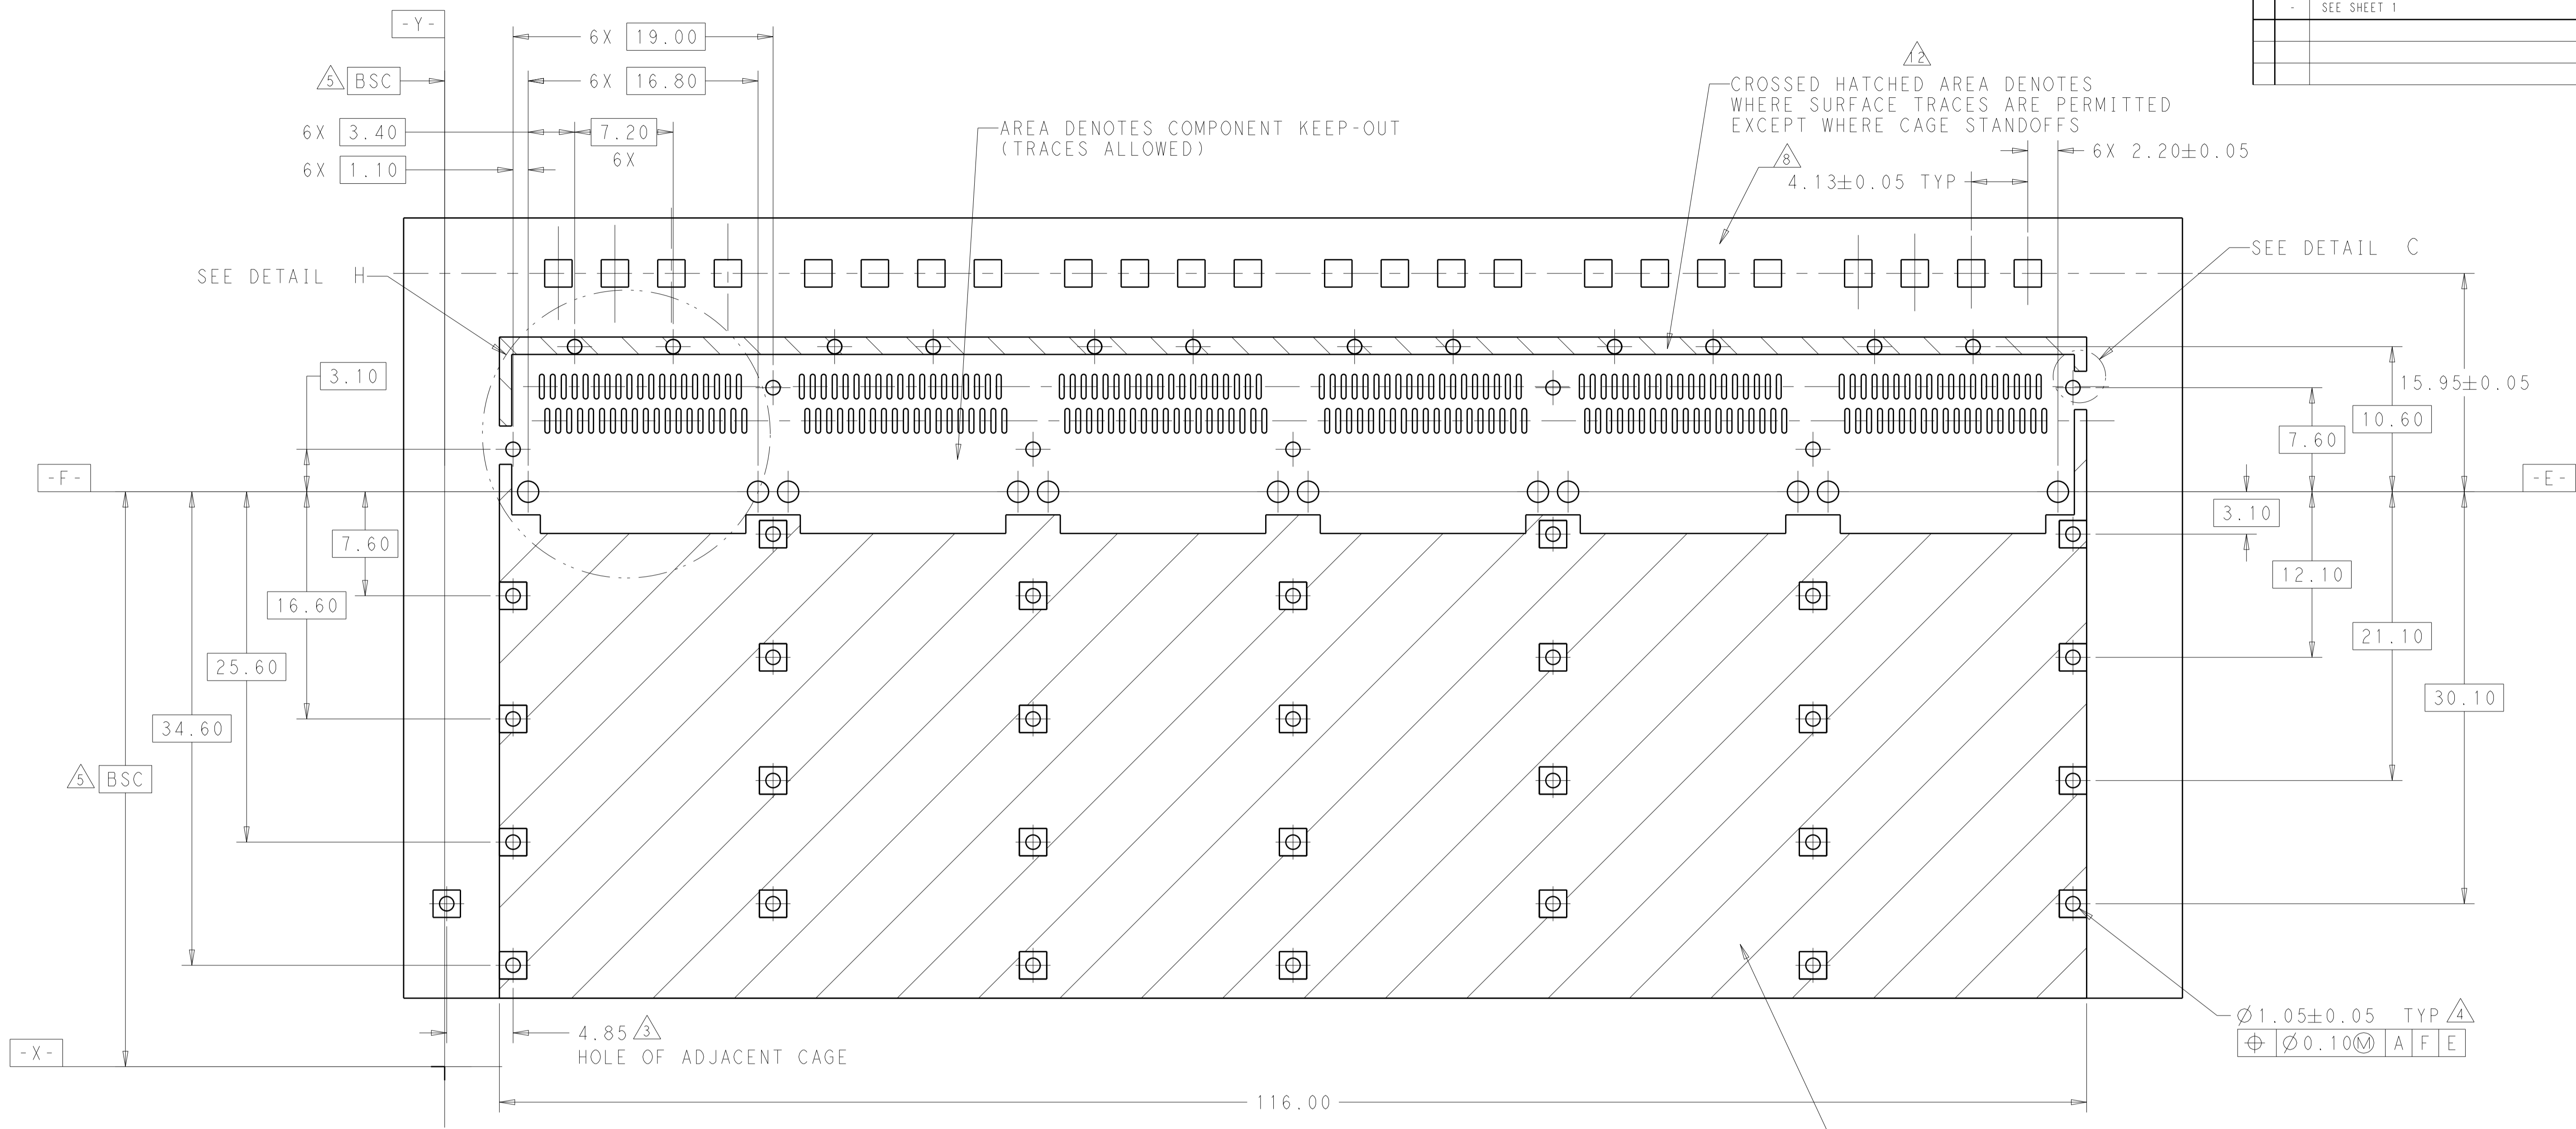 - SEE SHEET 1
-Y-
6X 19.00
5 BSC
6X 16.80
6X 3.40
7.20
6X
6X 1.10
AREA DENOTES COMPONENT KEEP-OUT
(TRACES ALLOWED)
12
CROSSED HATCHED AREA DENOTES
WHERE SURFACE TRACES ARE PERMITTED
EXCEPT WHERE CAGE STANDOFFS
8
6X 2.20±0.05
4.13±0.05 TYP
SEE DETAIL H
SEE DETAIL C
3.10
15.95±0.05
10.60
7.60
-F-
-E-
3.10
7.60
12.10
16.60
21.10
25.60
30.10
34.60
5 BSC
4.85 3
HOLE OF ADJACENT CAGE
-X-
Ø1.05±0.05 TYP 4
⌖ Ø0.10Ⓜ A F E
116.00